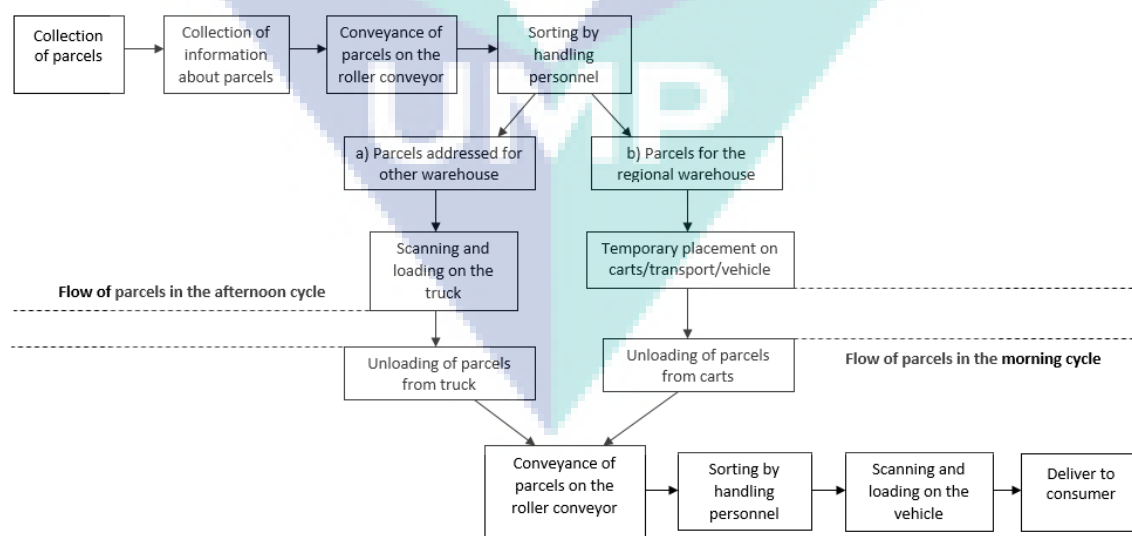 Collection
of parcels
Collection of
information
about parcels
Conveyance of
parcels on the
roller conveyor
Sorting by
handling
personnel
UMP
a) Parcels addressed for
other warehouse
b) Parcels for the
regional warehouse
Scanning and
loading on the
truck
Temporary placement on
carts/transport/vehicle
Flow of parcels in the afternoon cycle
Unloading of parcels
from truck
Unloading of parcels
from carts
Flow of parcels in the morning cycle
Conveyance of
parcels on the
roller conveyor
Sorting by
handling
personnel
Scanning and
loading on the
vehicle
Deliver to
consumer